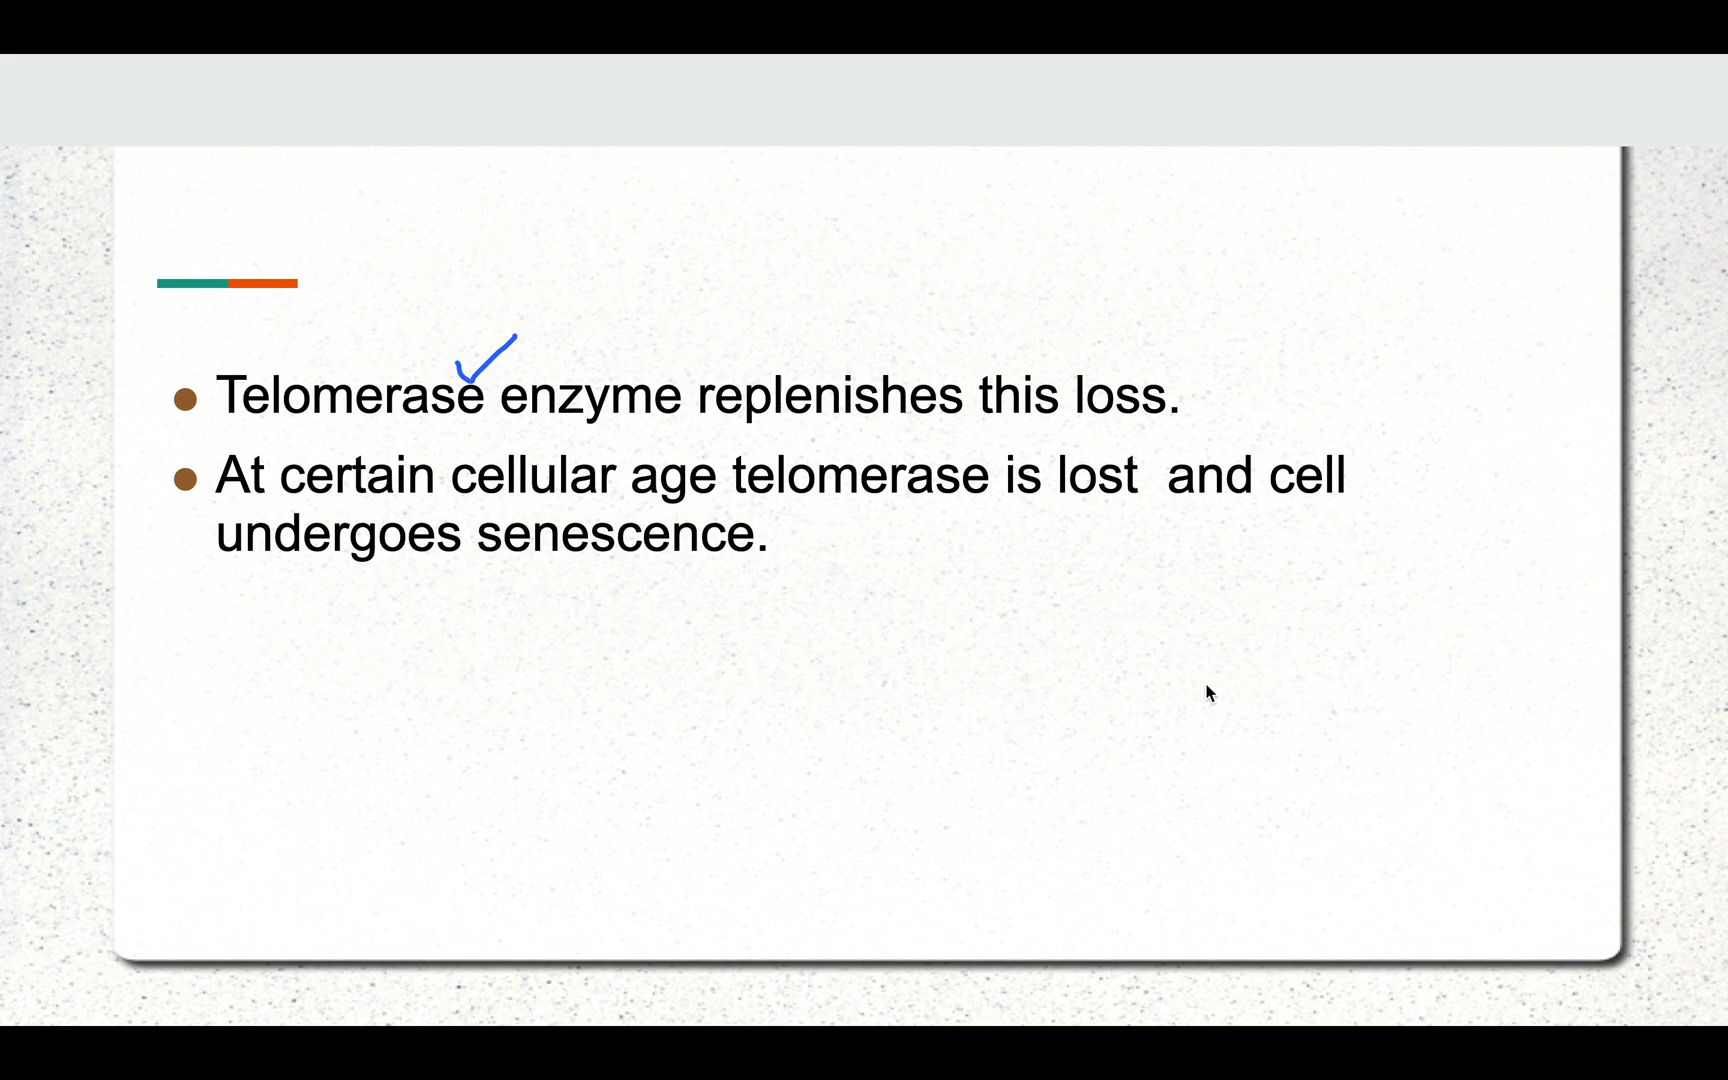 Telomerase enzyme replenishes this loss.
At certain cellular age telomerase is lost  and cell
undergoes senescence.